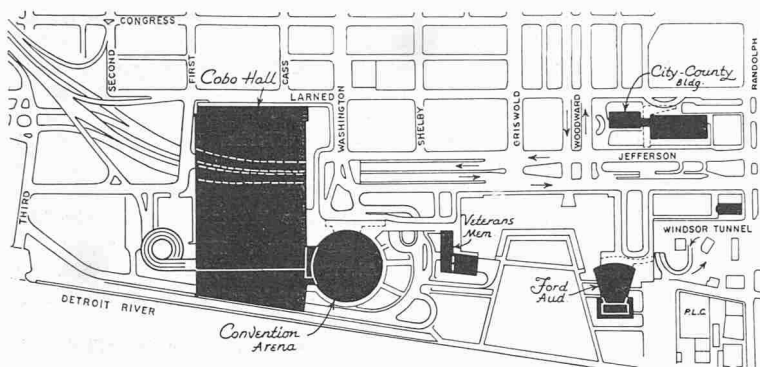 CONGRESS
SECOND
FIRST
CASS
Cobo Hall
LARNED
WASHINGTON
SHELBY
GRISWOLD
WOODWARD
City-County
Bldg.
RANDOLPH
JEFFERSON
THIRD
Veterans
Mem
WINDSOR TUNNEL
Ford
Aud
P.L.C.
DETROIT RIVER
Convention
Arena